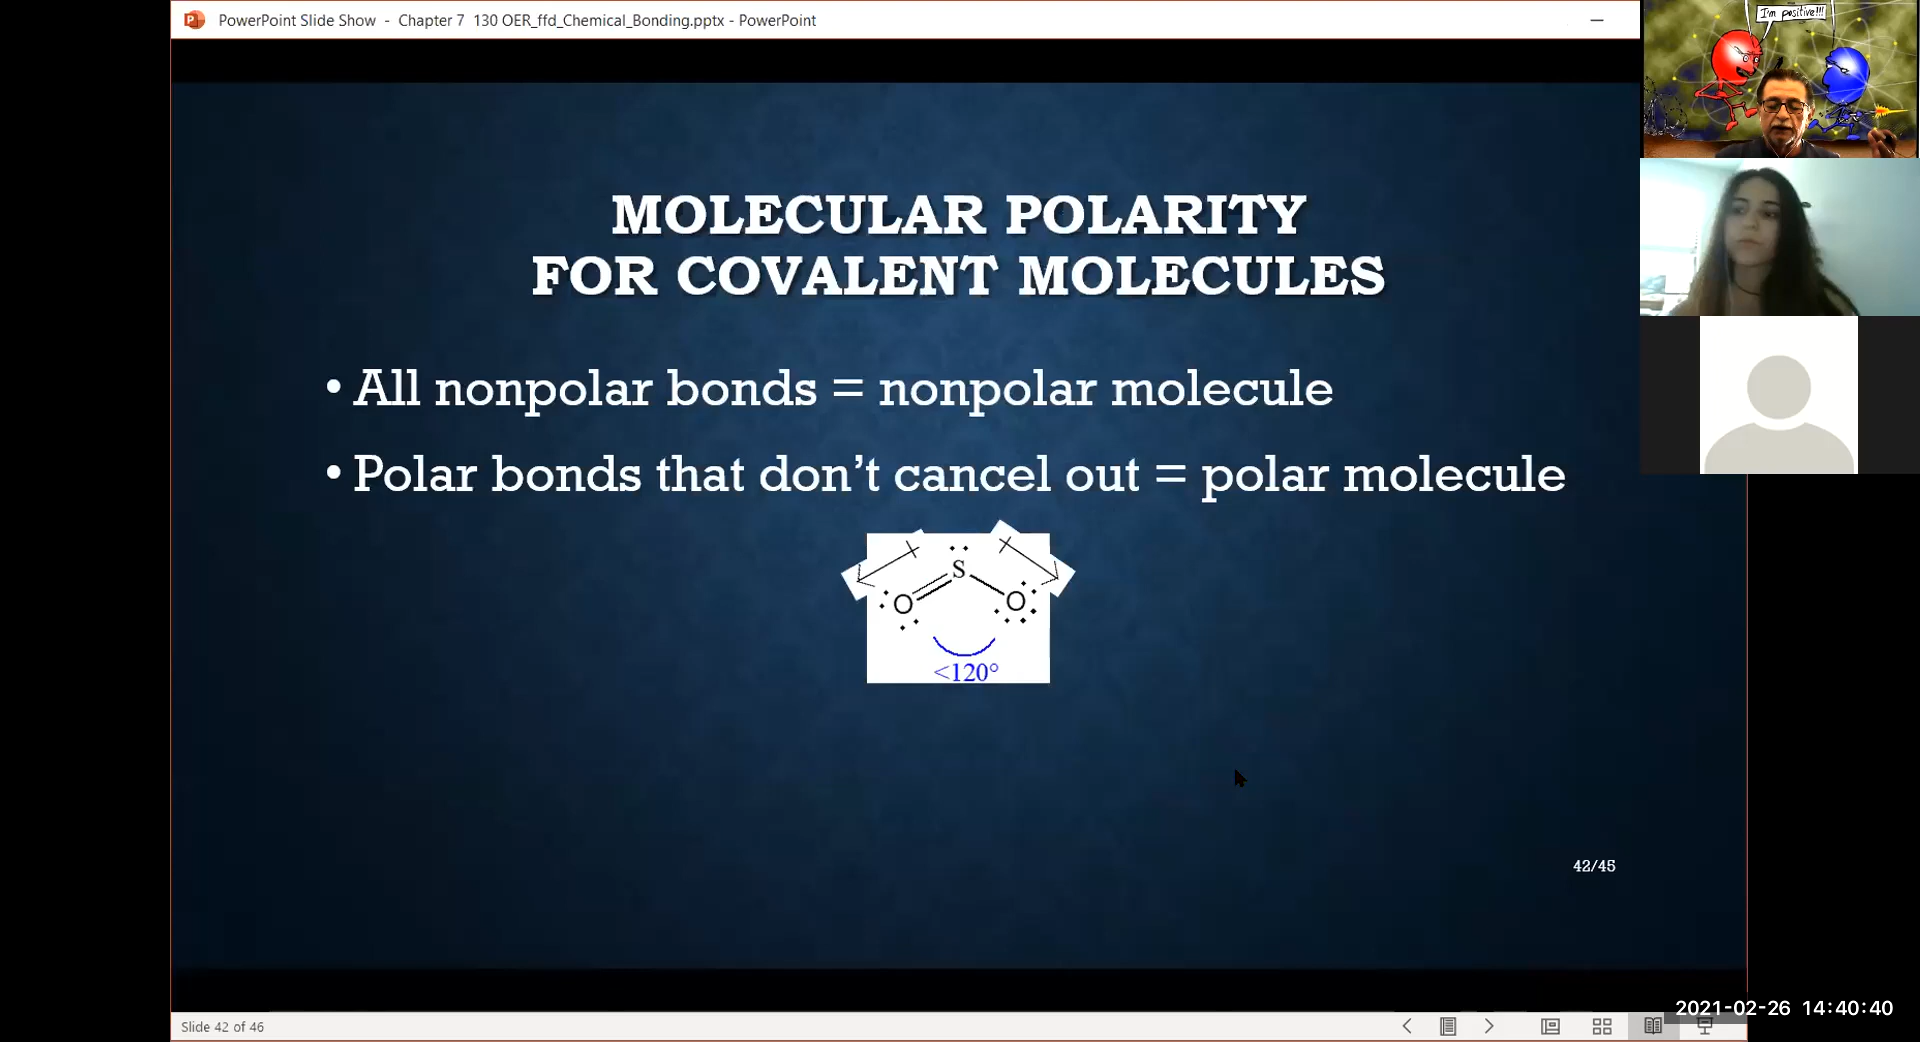 PowerPoint Slide Show - Chapter 7 130 OER_ffd_Chemical_Bonding.pptx - PowerPoint
I'm positive!!!
MOLECULAR POLARITY
FOR COVALENT MOLECULES
• All nonpolar bonds = nonpolar molecule
• Polar bonds that don’t cancel out = polar molecule
S
O O
<120°
42/45
2021-02-26 14:40:40
Slide 42 of 46